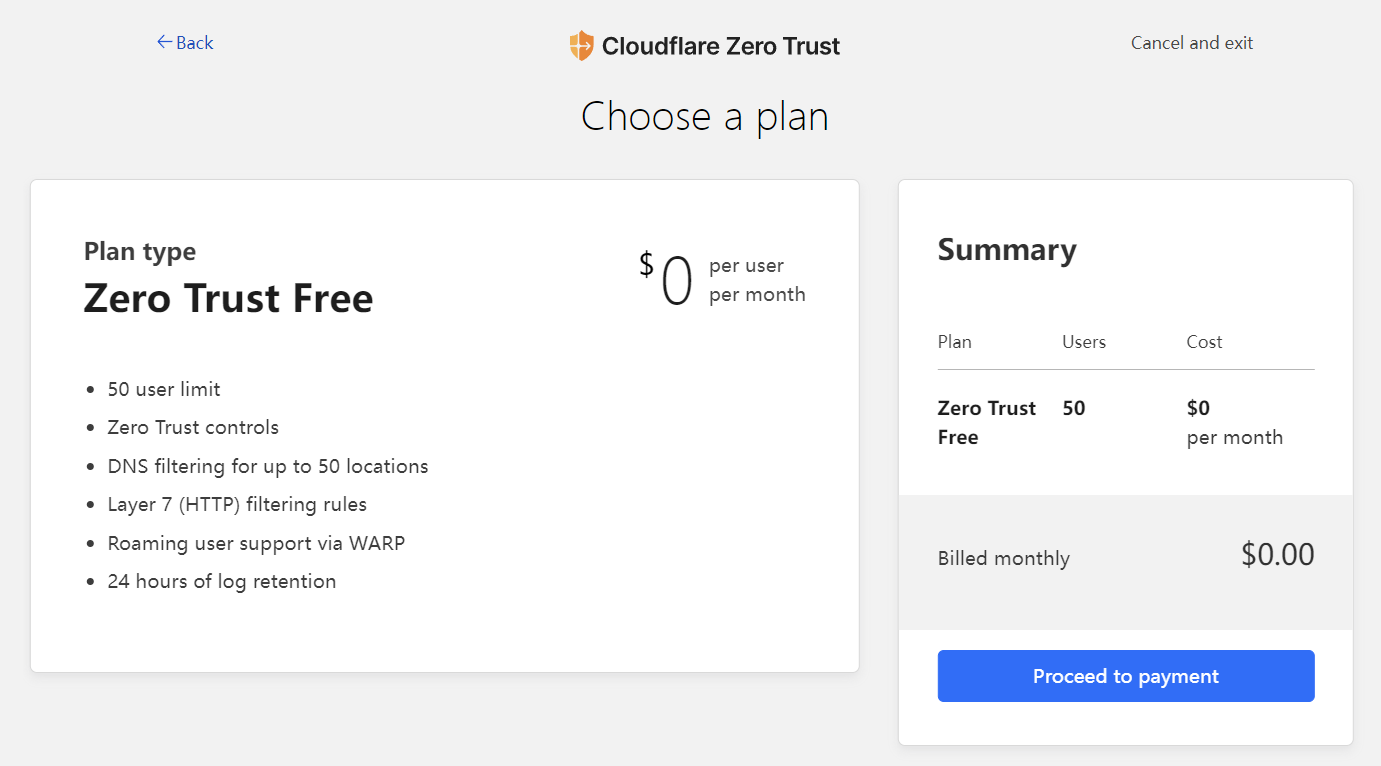 Back
Cloudflare Zero Trust
Cancel and exit
Choose a plan
Plan type
Zero Trust Free
$0
per user
per month
• 50 user limit
• Zero Trust controls
• DNS filtering for up to 50 locations
• Layer 7 (HTTP) filtering rules
• Roaming user support via WARP
• 24 hours of log retention
Summary
Plan Users Cost
Zero Trust 50 $0
Free per month
Billed monthly $0.00
Proceed to payment